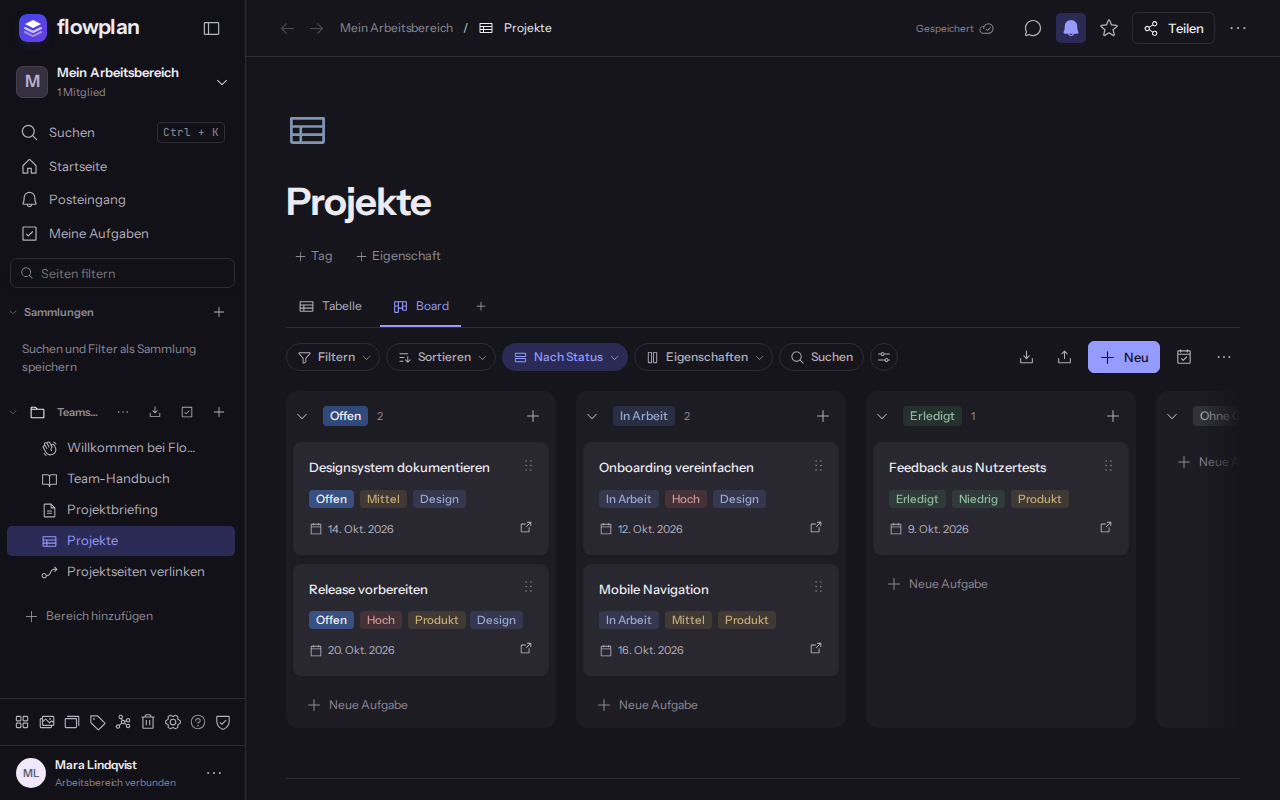 flowplan
M
Mein Arbeitsbereich
1 Mitglied
Suchen
Ctrl + K
Startseite
Posteingang
Meine Aufgaben
Seiten filtern
Sammlungen
Suchen und Filter als Sammlung
speichern
Teams...
Willkommen bei Flo...
Team-Handbuch
Projektbriefing
Projekte
Projektseiten verlinken
Bereich hinzufügen
ML
Mara Lindqvist
Arbeitsbereich verbunden
Mein Arbeitsbereich / Projekte
Gespeichert
Teilen
Projekte
Tag
Eigenschaft
Tabelle
Board
Filtern
Sortieren
Nach Status
Eigenschaften
Suchen
Neu
Offen 2
Designsystem dokumentieren
Offen Mittel Design
14. Okt. 2026
Release vorbereiten
Offen Hoch Produkt Design
20. Okt. 2026
Neue Aufgabe
In Arbeit 2
Onboarding vereinfachen
In Arbeit Hoch Design
12. Okt. 2026
Mobile Navigation
In Arbeit Mittel Produkt
16. Okt. 2026
Neue Aufgabe
Erledigt 1
Feedback aus Nutzertests
Erledigt Niedrig Produkt
9. Okt. 2026
Neue Aufgabe
Ohne
Neue